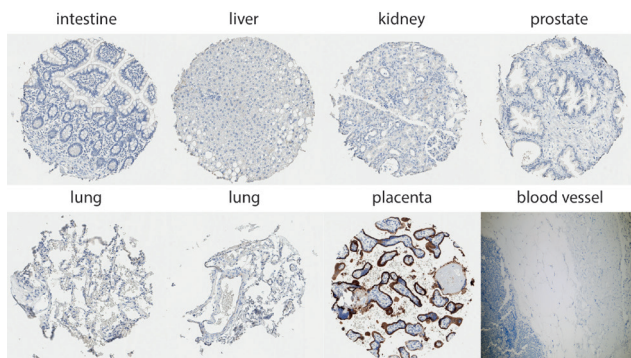 intestine liver kidney prostate
lung lung placenta blood vessel